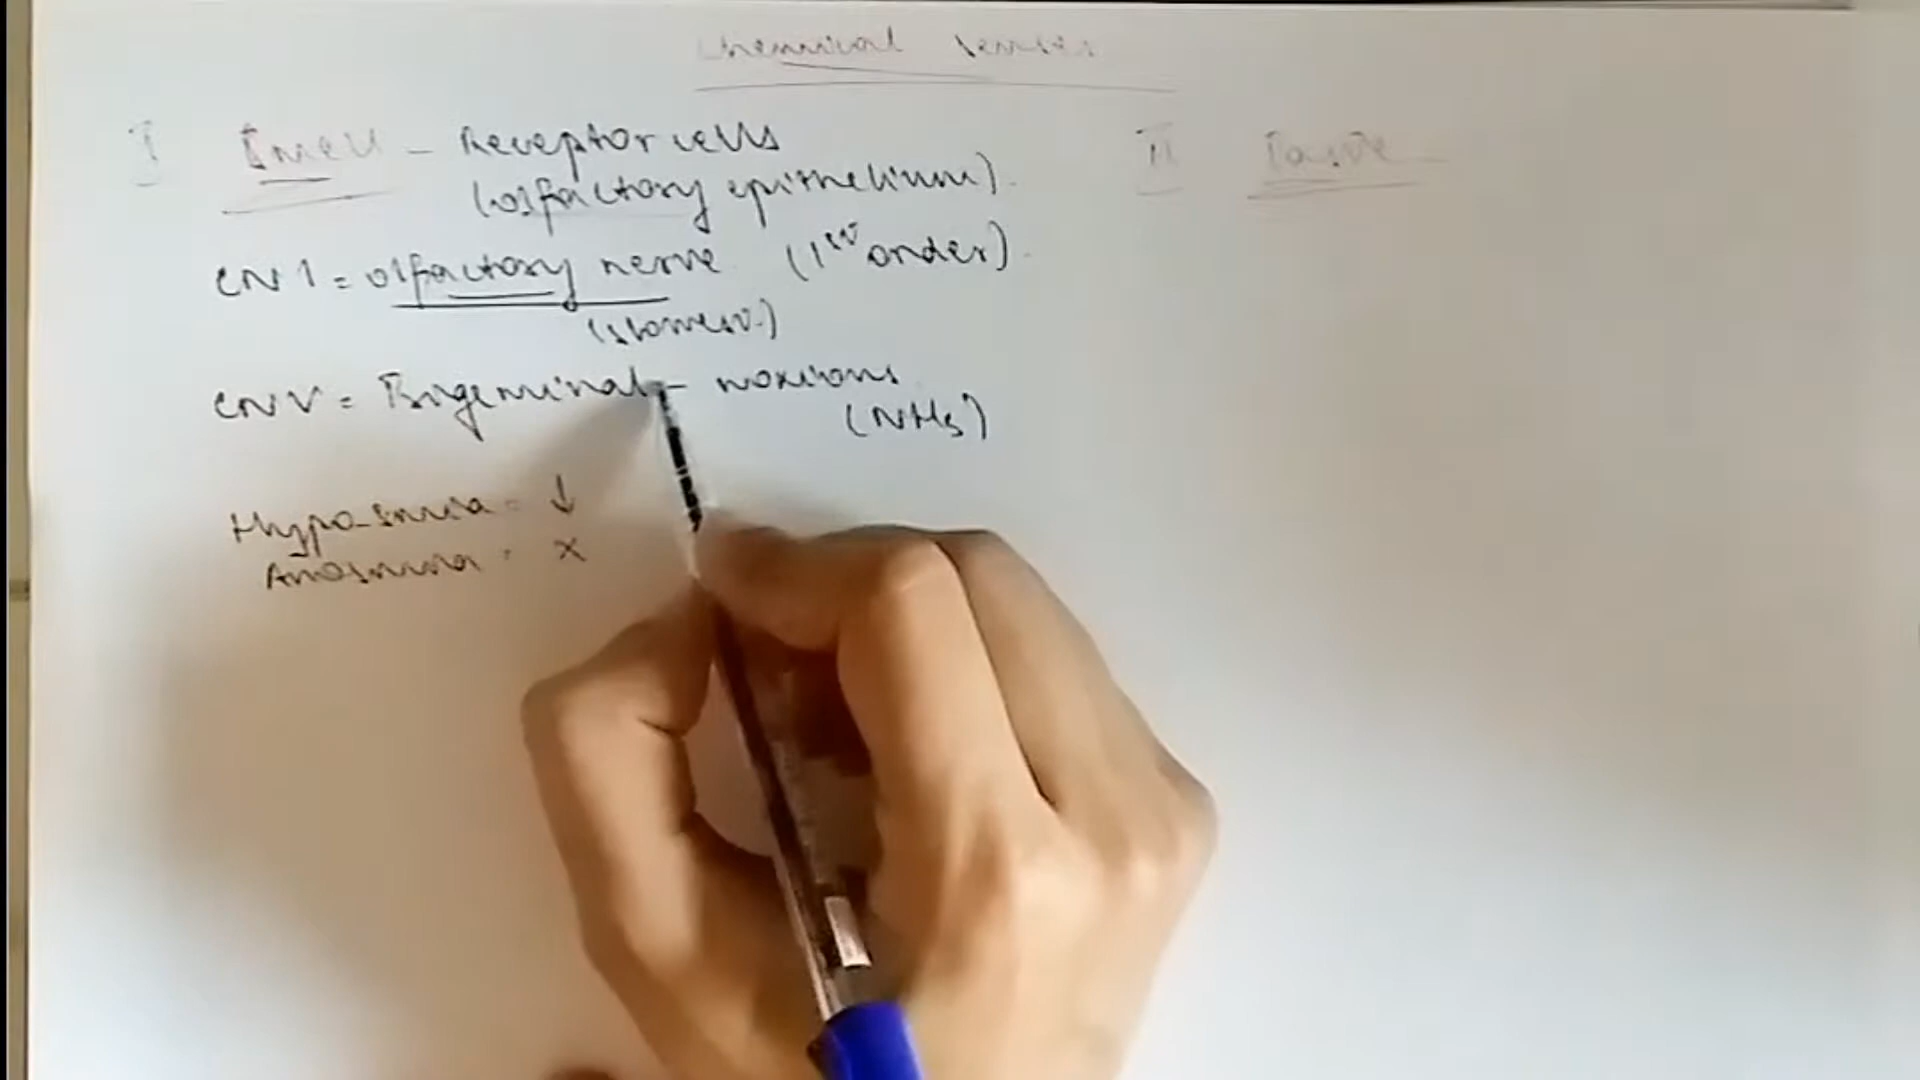 Chemical senses
I Smell - Receptor cells
II Taste
(olfactory epithelium).
CN 1 = olfactory nerve (1st order).
(slowest.)
CN V = Trigeminal - noxious
(NH3)
Hyposmia = ↓
Anosmia = ×